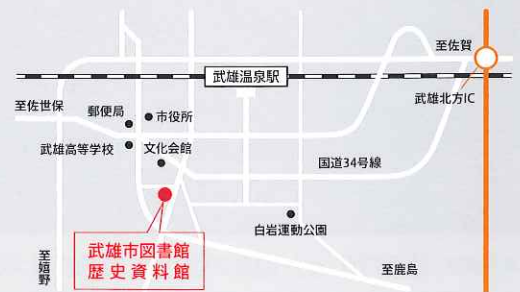 至佐賀
武雄温泉駅
武雄北方IC
至佐世保
郵便局
市役所
武雄高等学校
文化会館
国道34号線
白岩運動公園
武雄市図書館
歴史資料館
至嬉野
至鹿島